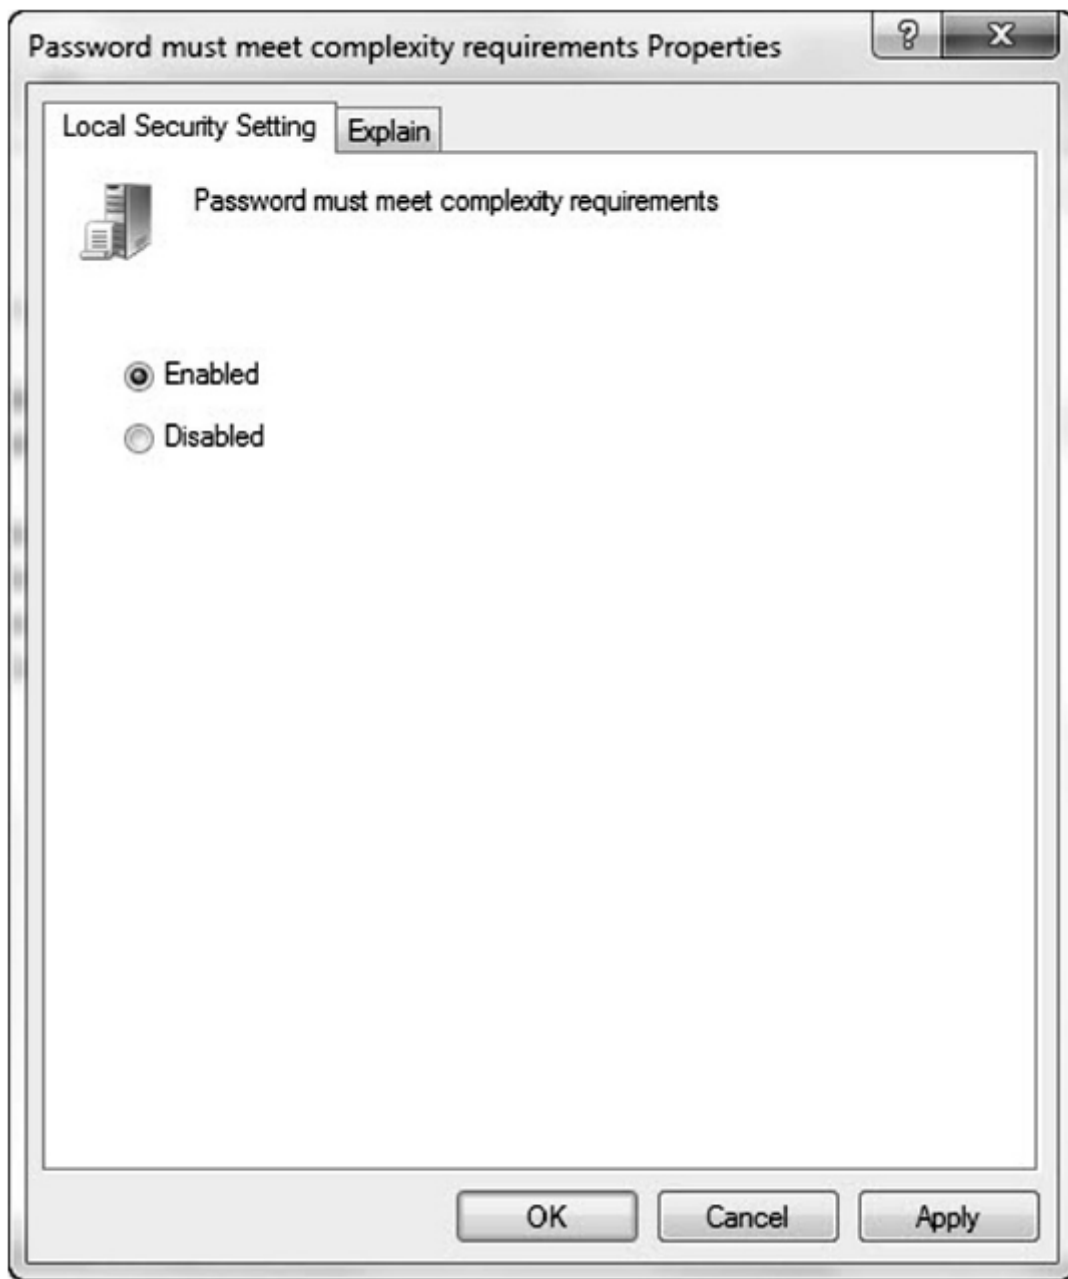 Password must meet complexity requirements Properties
? X
Local Security Setting Explain
Password must meet complexity requirements
Enabled
Disabled
OK Cancel Apply